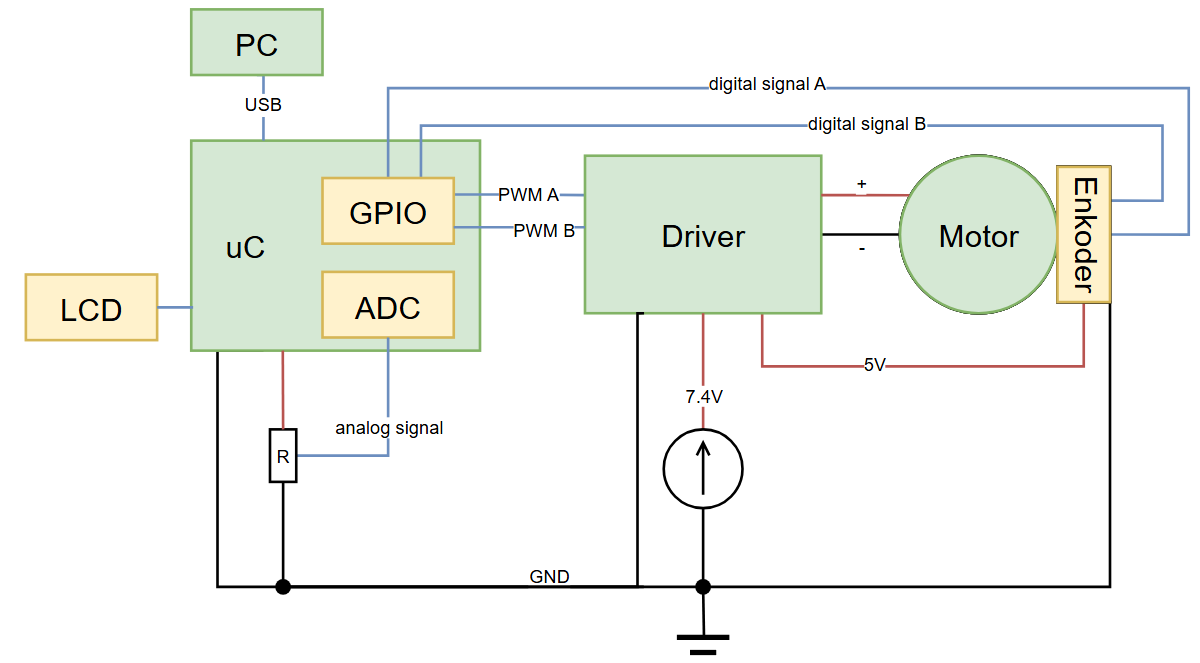 PC
USB
digital signal A
digital signal B
uC
GPIO
PWM A
PWM B
Driver
+
-
Motor
Enkoder
ADC
LCD
5V
7.4V
analog signal
R
GND